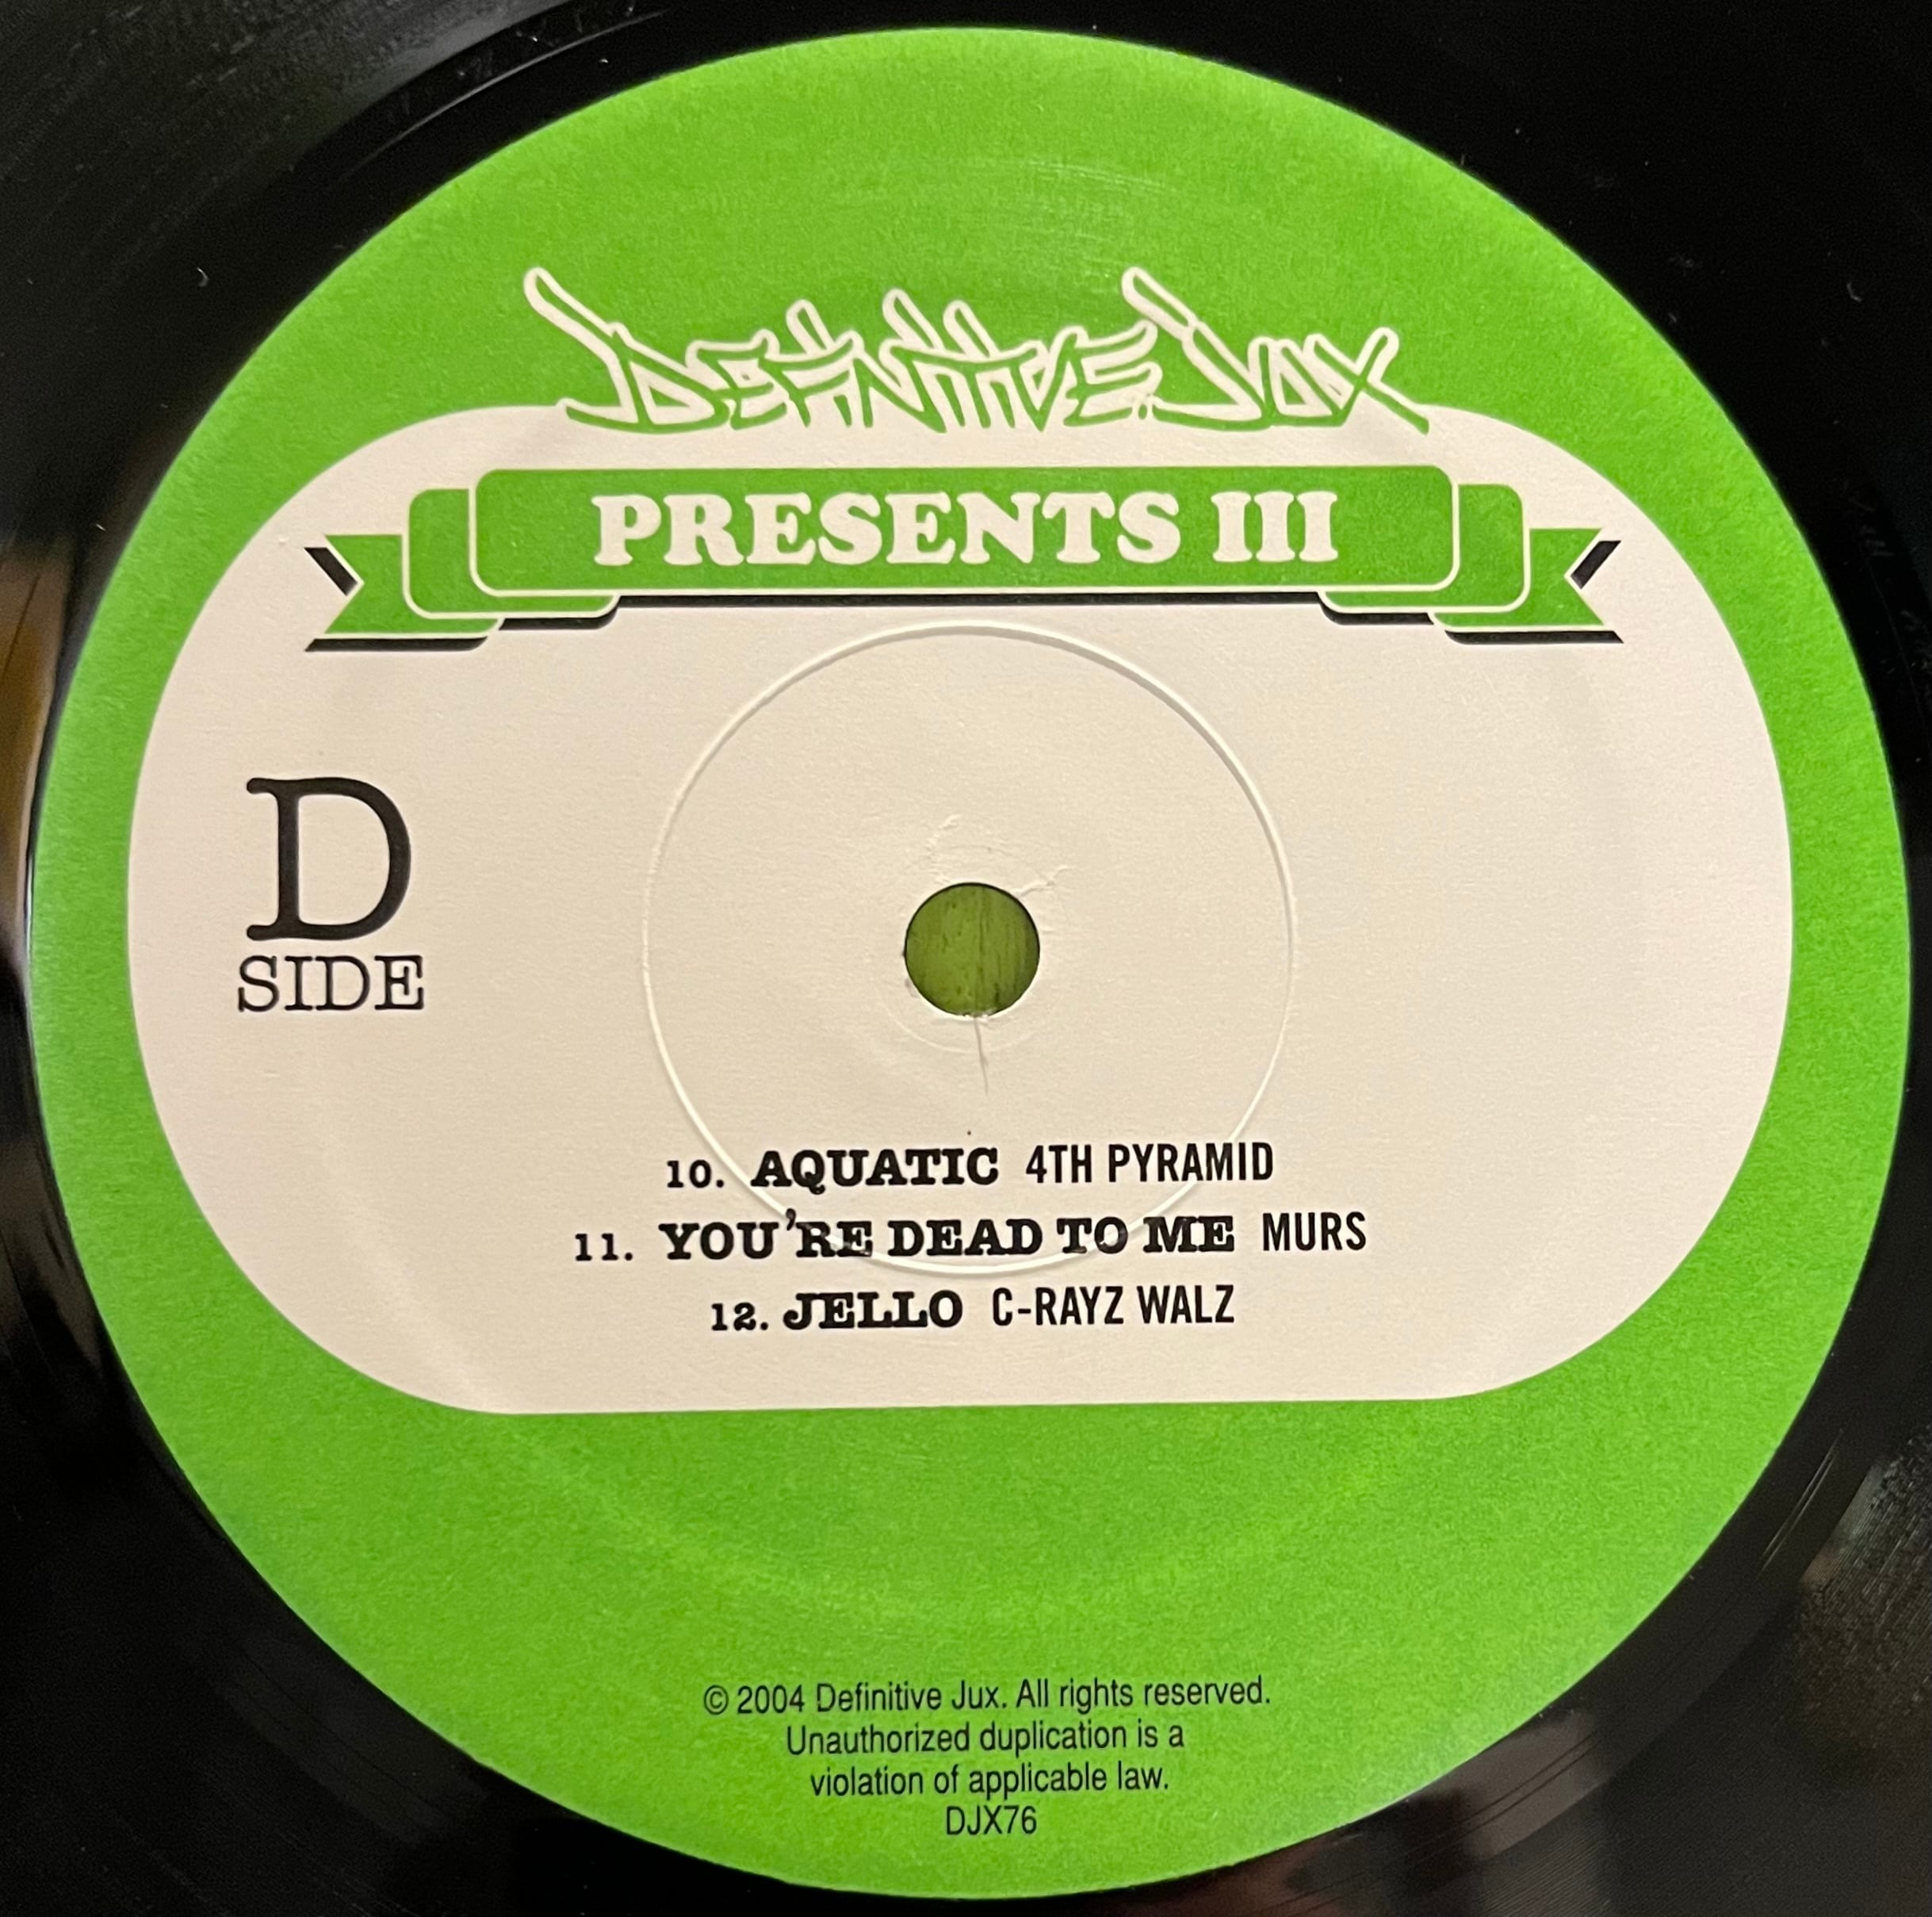 DEFINITIVE JUX
PRESENTS III
D
SIDE
10. AQUATIC 4TH PYRAMID
11. YOU'RE DEAD TO ME MURS
12. JELLO C-RAYZ WALZ
© 2004 Definitive Jux. All rights reserved.
Unauthorized duplication is a
violation of applicable law.
DJX76